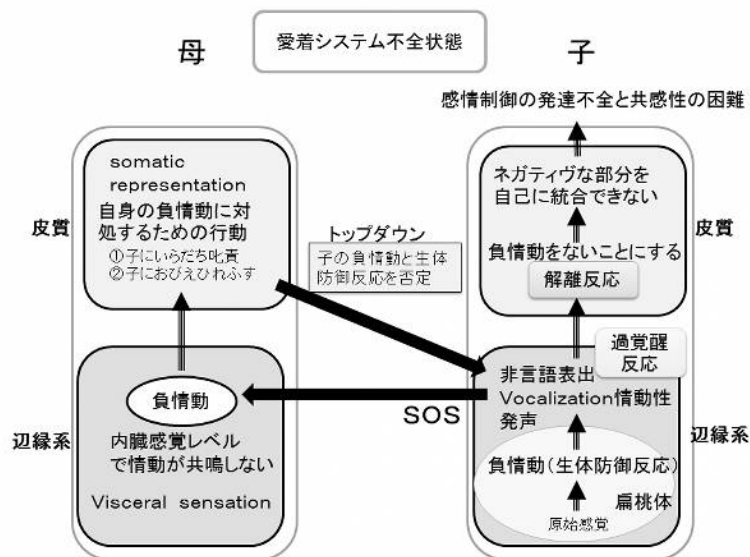 愛着システム不全状態
母
子
感情制御の発達不全と共感性の困難
somatic
representation
自身の負情動に対
処するための行動
①子にいらだち叱責
②子におびえひれふす
皮質
トップダウン
子の負情動と生体
防御反応を否定
ネガティヴな部分を
自己に統合できない
負情動をないことにする
解離反応
皮質
過覚醒
反応
負情動
内臓感覚レベル
で情動が共鳴しない
Visceral sensation
辺縁系
SOS
非言語表出
Vocalization情動性
発声
負情動(生体防御反応)
扁桃体
原始感覚
辺縁系